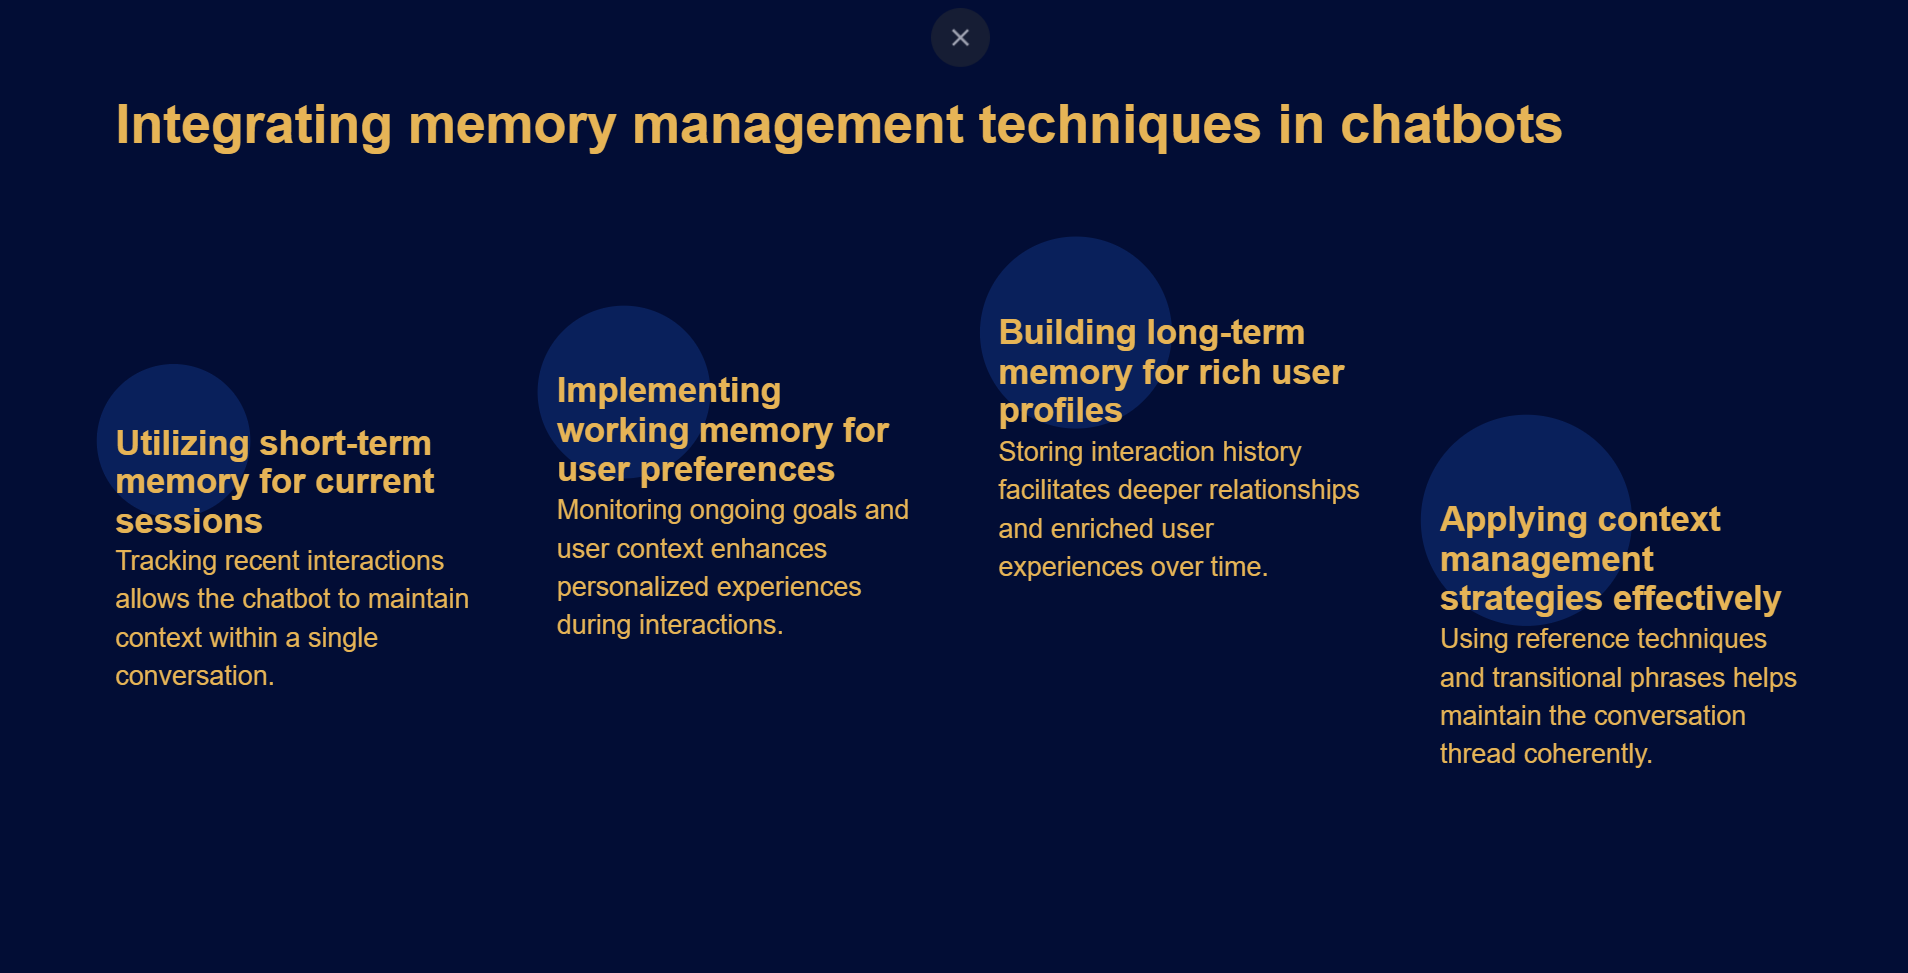 Integrating memory management techniques in chatbots
Utilizing short-term
memory for current
sessions
Tracking recent interactions
allows the chatbot to maintain
context within a single
conversation.
Implementing
working memory for
user preferences
Monitoring ongoing goals and
user context enhances
personalized experiences
during interactions.
Building long-term
memory for rich user
profiles
Storing interaction history
facilitates deeper relationships
and enriched user
experiences over time.
Applying context
management
strategies effectively
Using reference techniques
and transitional phrases helps
maintain the conversation
thread coherently.